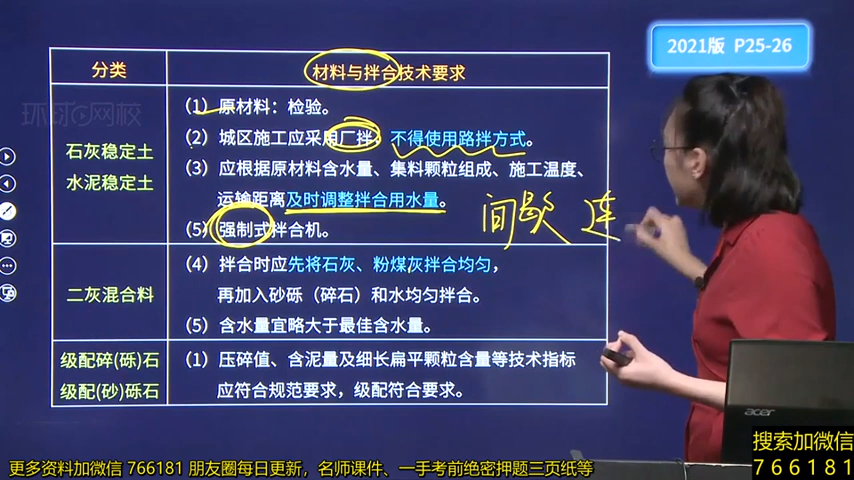 2021版 P25-26
分类
材料与拌合技术要求
环球网校
石灰稳定土
水泥稳定土
(1) 原材料：检验。
(2) 城区施工应采用厂拌，不得使用路拌方式。
(3) 应根据原材料含水量、集料颗粒组成、施工温度、
运输距离及时调整拌合用水量。
(5) 强制式拌合机。
间歇 连
二灰混合料
(4) 拌合时应先将石灰、粉煤灰拌合均匀，
再加入砂砾（碎石）和水均匀拌合。
(5) 含水量宜略大于最佳含水量。
级配碎(砾)石
级配(砂)砾石
(1) 压碎值、含泥量及细长扁平颗粒含量等技术指标
应符合规范要求，级配符合要求。
acer
搜索加微信
766181
更多资料加微信 766181 朋友圈每日更新，名师课件、一手考前绝密押题三页纸等